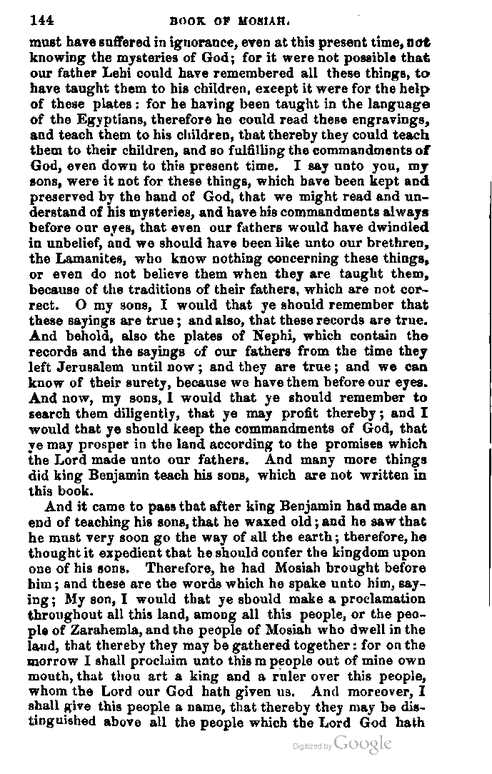 144 BOOK OF MOSIAH.
must have suffered in ignorance, even at this present time, not
knowing the mysteries of God; for it were not possible that
our father Lehi could have remembered all these things, to
have taught them to his children, except it were for the help
of these plates: for he having been taught in the language
of the Egyptians, therefore he could read these engravings,
and teach them to his children, that thereby they could teach
them to their children, and so fulfilling the commandments of
God, even down to this present time. I say unto you, my
sons, were it not for these things, which have been kept and
preserved by the hand of God, that we might read and un-
derstand of his mysteries, and have his commandments always
before our eyes, that even our fathers would have dwindled
in unbelief, and we should have been like unto our brethren,
the Lamanites, who know nothing concerning these things,
or even do not believe them when they are taught them,
because of the traditions of their fathers, which are not cor-
rect. O my sons, I would that ye should remember that
these sayings are true; and also, that these records are true.
And behold, also the plates of Nephi, which contain the
records and the sayings of our fathers from the time they
left Jerusalem until now; and they are true; and we can
know of their surety, because we have them before our eyes.
And now, my sons, I would that ye should remember to
search them diligently, that ye may profit thereby; and I
would that ye should keep the commandments of God, that
ye may prosper in the land according to the promises which
the Lord made unto our fathers. And many more things
did king Benjamin teach his sons, which are not written in
this book.
And it came to pass that after king Benjamin had made an
end of teaching his sons, that he waxed old; and he saw that
he must very soon go the way of all the earth; therefore, he
thought it expedient that he should confer the kingdom upon
one of his sons. Therefore, he had Mosiah brought before
him; and these are the words which he spake unto him, say-
ing; My son, I would that ye should make a proclamation
throughout all this land, among all this people, or the peo-
ple of Zarahemla, and the people of Mosiah who dwell in the
land, that thereby they may be gathered together: for on the
morrow I shall proclaim unto this m people out of mine own
mouth, that thou art a king and a ruler over this people,
whom the Lord our God hath given us. And moreover, I
shall give this people a name, that thereby they may be dis-
tinguished above all the people which the Lord God hath
Digitized by Google